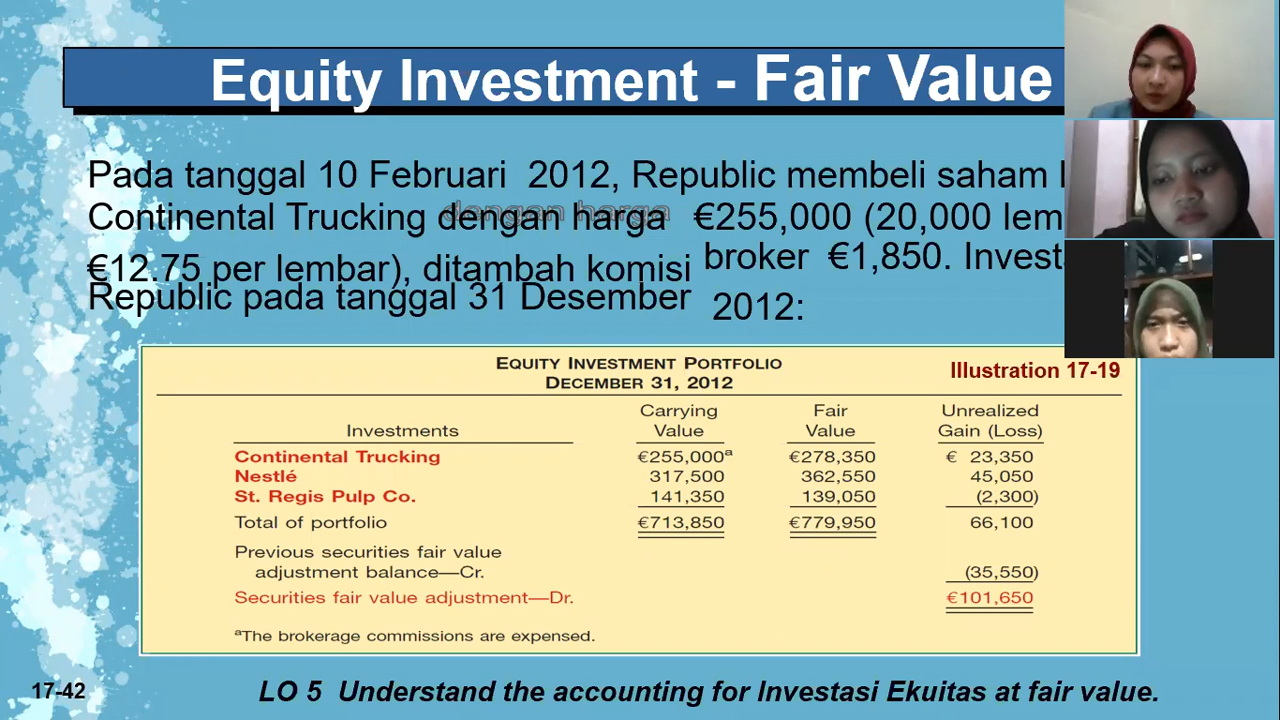 Equity Investment - Fair Value
Pada tanggal 10 Februari 2012, Republic membeli saham
Continental Trucking dengan harga €255,000 (20,000
€12.75 per lembar), ditambah komisi broker €1,850.
Republic pada tanggal 31 Desember 2012:
EQUITY INVESTMENT PORTFOLIO
DECEMBER 31, 2012
Illustration 17-19
Carrying Fair Unrealized
Investments Value Value Gain (Loss)
Continental Trucking €255,000ᵃ €278,350 € 23,350
Nestlé 317,500 362,550 45,050
St. Regis Pulp Co. 141,350 139,050 (2,300)
Total of portfolio €713,850 €779,950 66,100
Previous securities fair value
adjustment balance—Cr. (35,550)
Securities fair value adjustment—Dr. €101,650
ᵃThe brokerage commissions are expensed.
17-42
LO 5 Understand the accounting for Investasi Ekuitas at fair value.